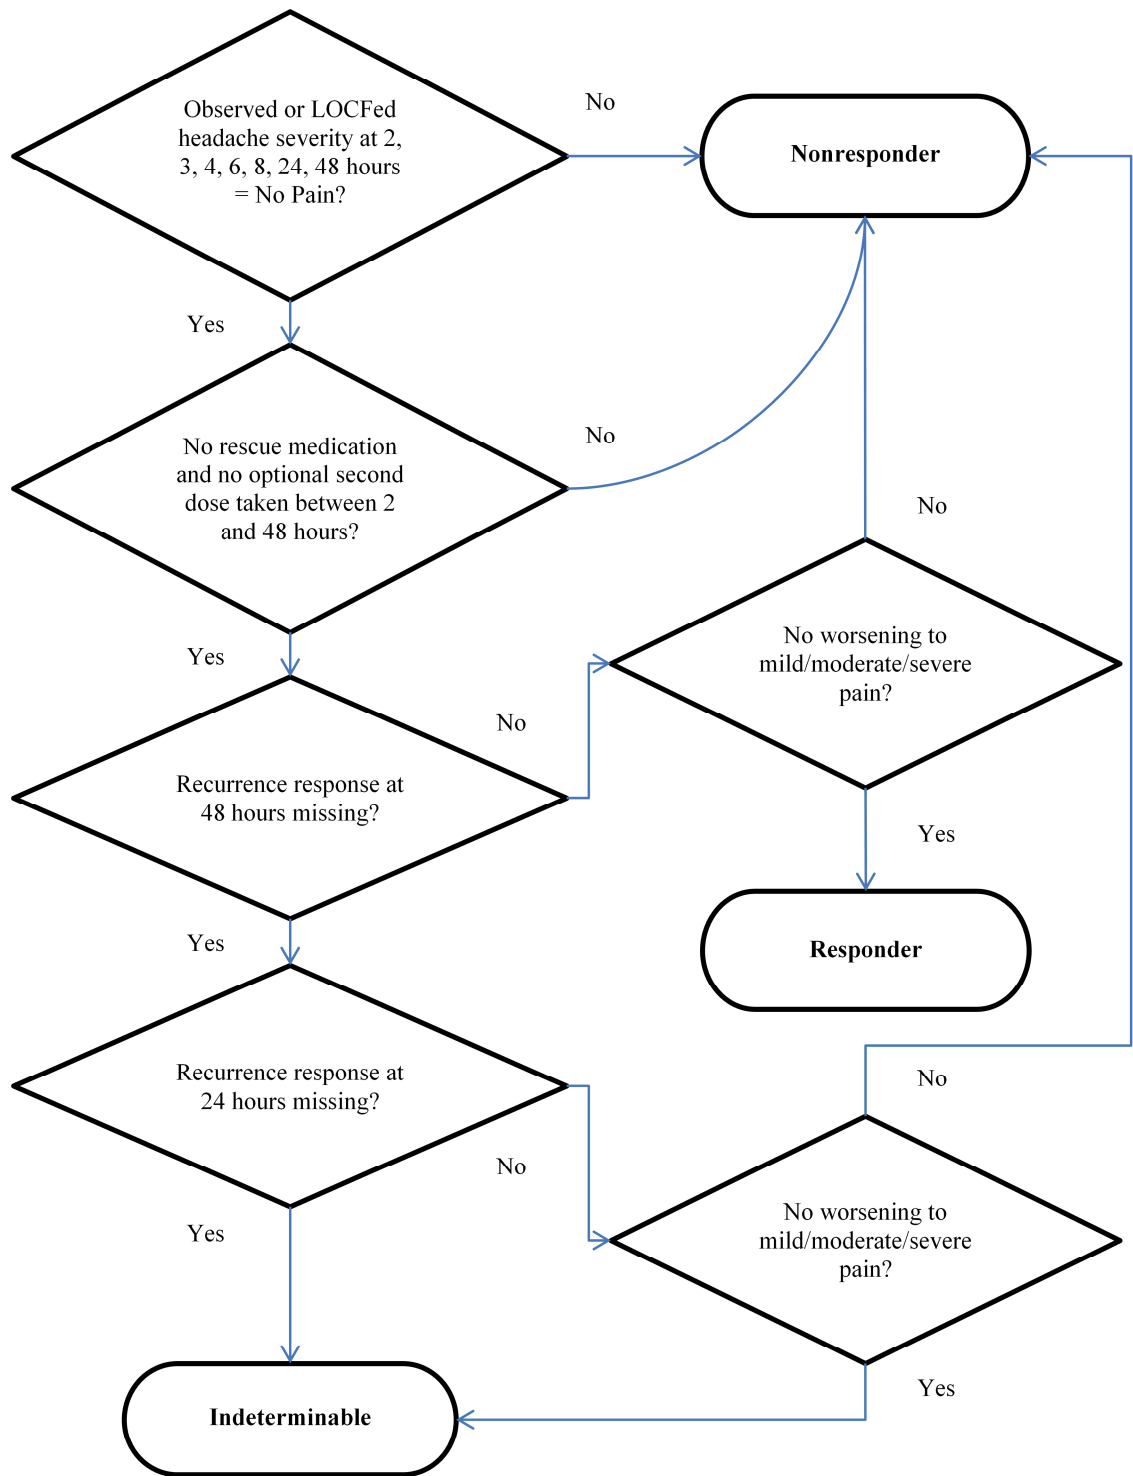 Observed or LOCFed
headache severity at 2,
3, 4, 6, 8, 24, 48 hours
= No Pain?
No
Nonresponder
Yes
No rescue medication
and no optional second
dose taken between 2
and 48 hours?
No
Yes
No
No worsening to
mild/moderate/severe
pain?
No
Recurrence response at
48 hours missing?
Yes
Responder
Yes
Recurrence response at
24 hours missing?
No
No
No worsening to
mild/moderate/severe
pain?
Yes
Yes
Indeterminable